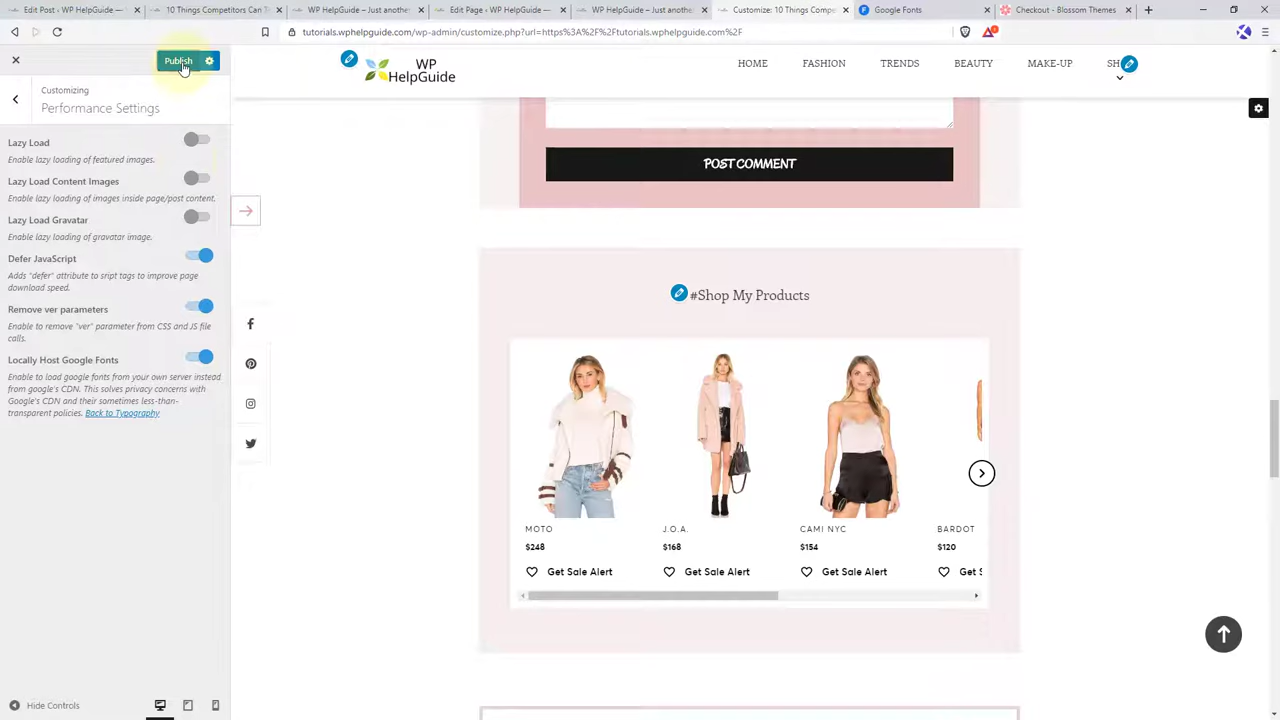 Edit Post ‹ WP HelpGuide —
10 Things Competitors Can T
WP HelpGuide – Just anothe
Edit Page ‹ WP HelpGuide —
WP HelpGuide – Just anothe
Customize: 10 Things Compe
Google Fonts
Checkout - Blossom Themes
tutorials.wphelpguide.com/wp-admin/customize.php?url=https%3A%2F%2Ftutorials.wphelpguide.com%2F
Publish
Customizing
Performance Settings
Lazy Load
Enable lazy loading of featured images.
Lazy Load Content Images
Enable lazy loading of images inside page/post content.
Lazy Load Gravatar
Enable lazy loading of gravatar image.
Defer JavaScript
Adds "defer" attribute to sript tags to improve page
download speed.
Remove ver parameters
Enable to remove "ver" parameter from CSS and JS file
calls.
Locally Host Google Fonts
Enable to load google fonts from your own server instead
from google's CDN. This solves privacy concerns with
Google's CDN and their sometimes less-than-
transparent policies. Back to Typography
Hide Controls
WP
HelpGuide
HOME
FASHION
TRENDS
BEAUTY
MAKE-UP
SH
POST COMMENT
#Shop My Products
MOTO
J.O.A.
CAMI NYC
BARDOT
$248
$168
$154
$120
Get Sale Alert
Get Sale Alert
Get Sale Alert
Get S